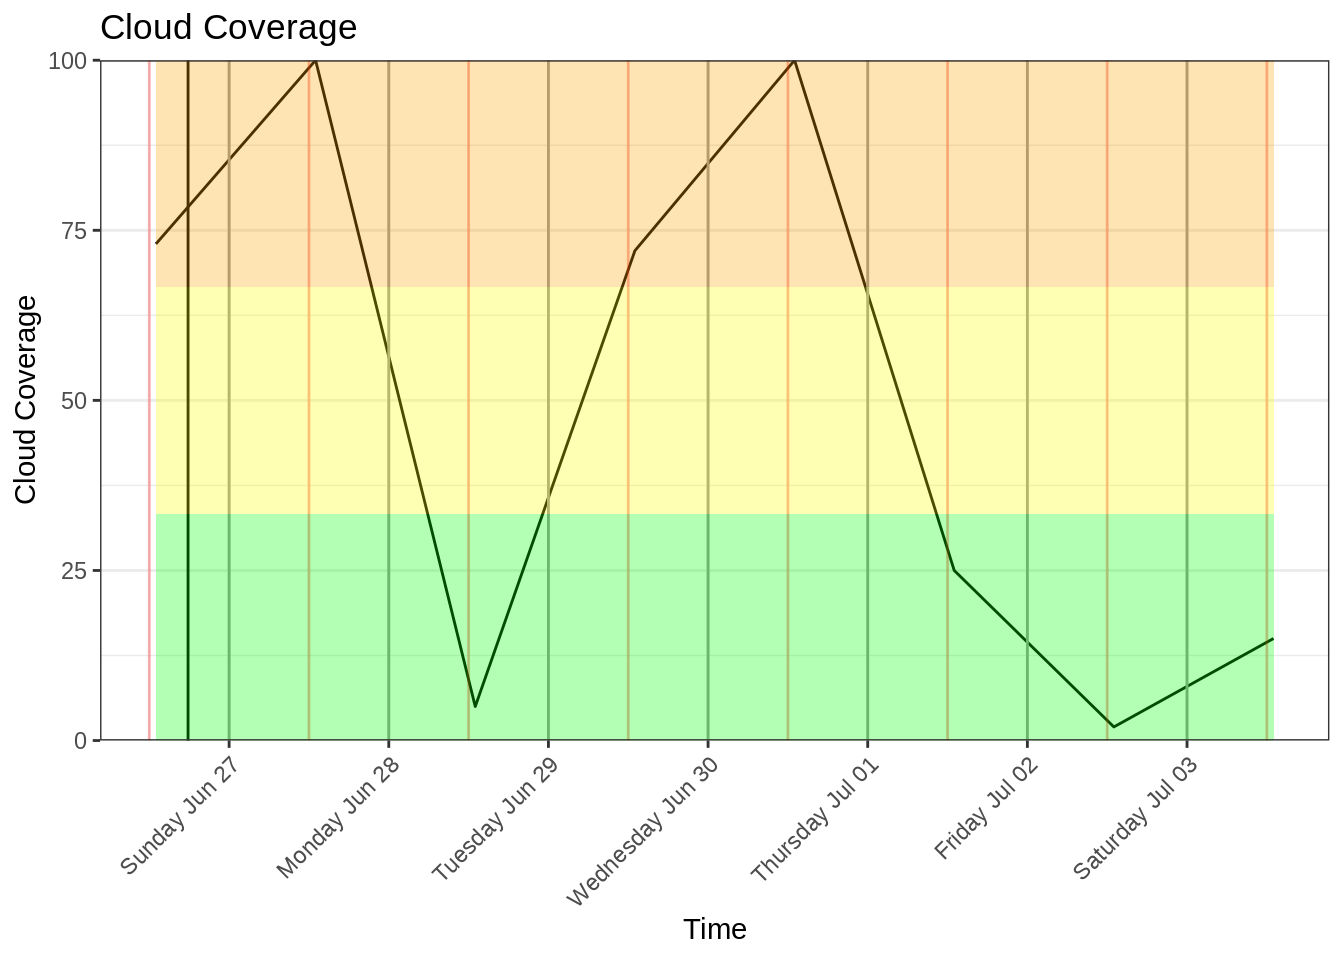 Cloud Coverage
100
75
50
25
0
Cloud Coverage
Sunday Jun 27
Monday Jun 28
Tuesday Jun 29
Wednesday Jun 30
Thursday Jul 01
Friday Jul 02
Saturday Jul 03
Time